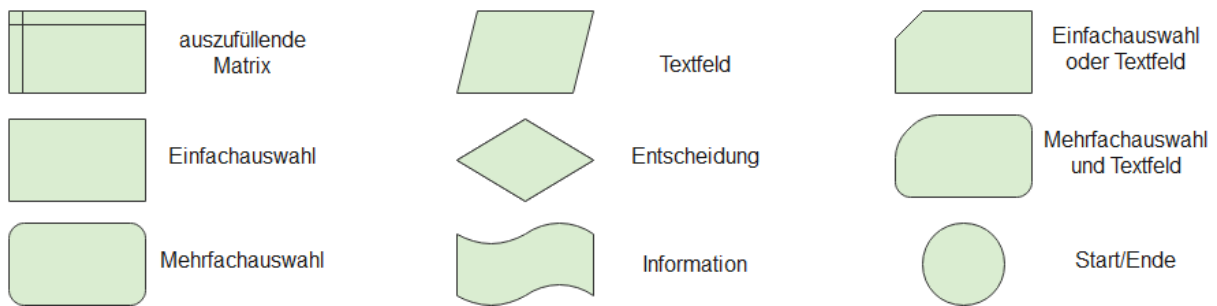 auszufüllende
Matrix
Textfeld
Einfachauswahl
oder Textfeld
Einfachauswahl
Entscheidung
Mehrfachauswahl
und Textfeld
Mehrfachauswahl
Information
Start/Ende